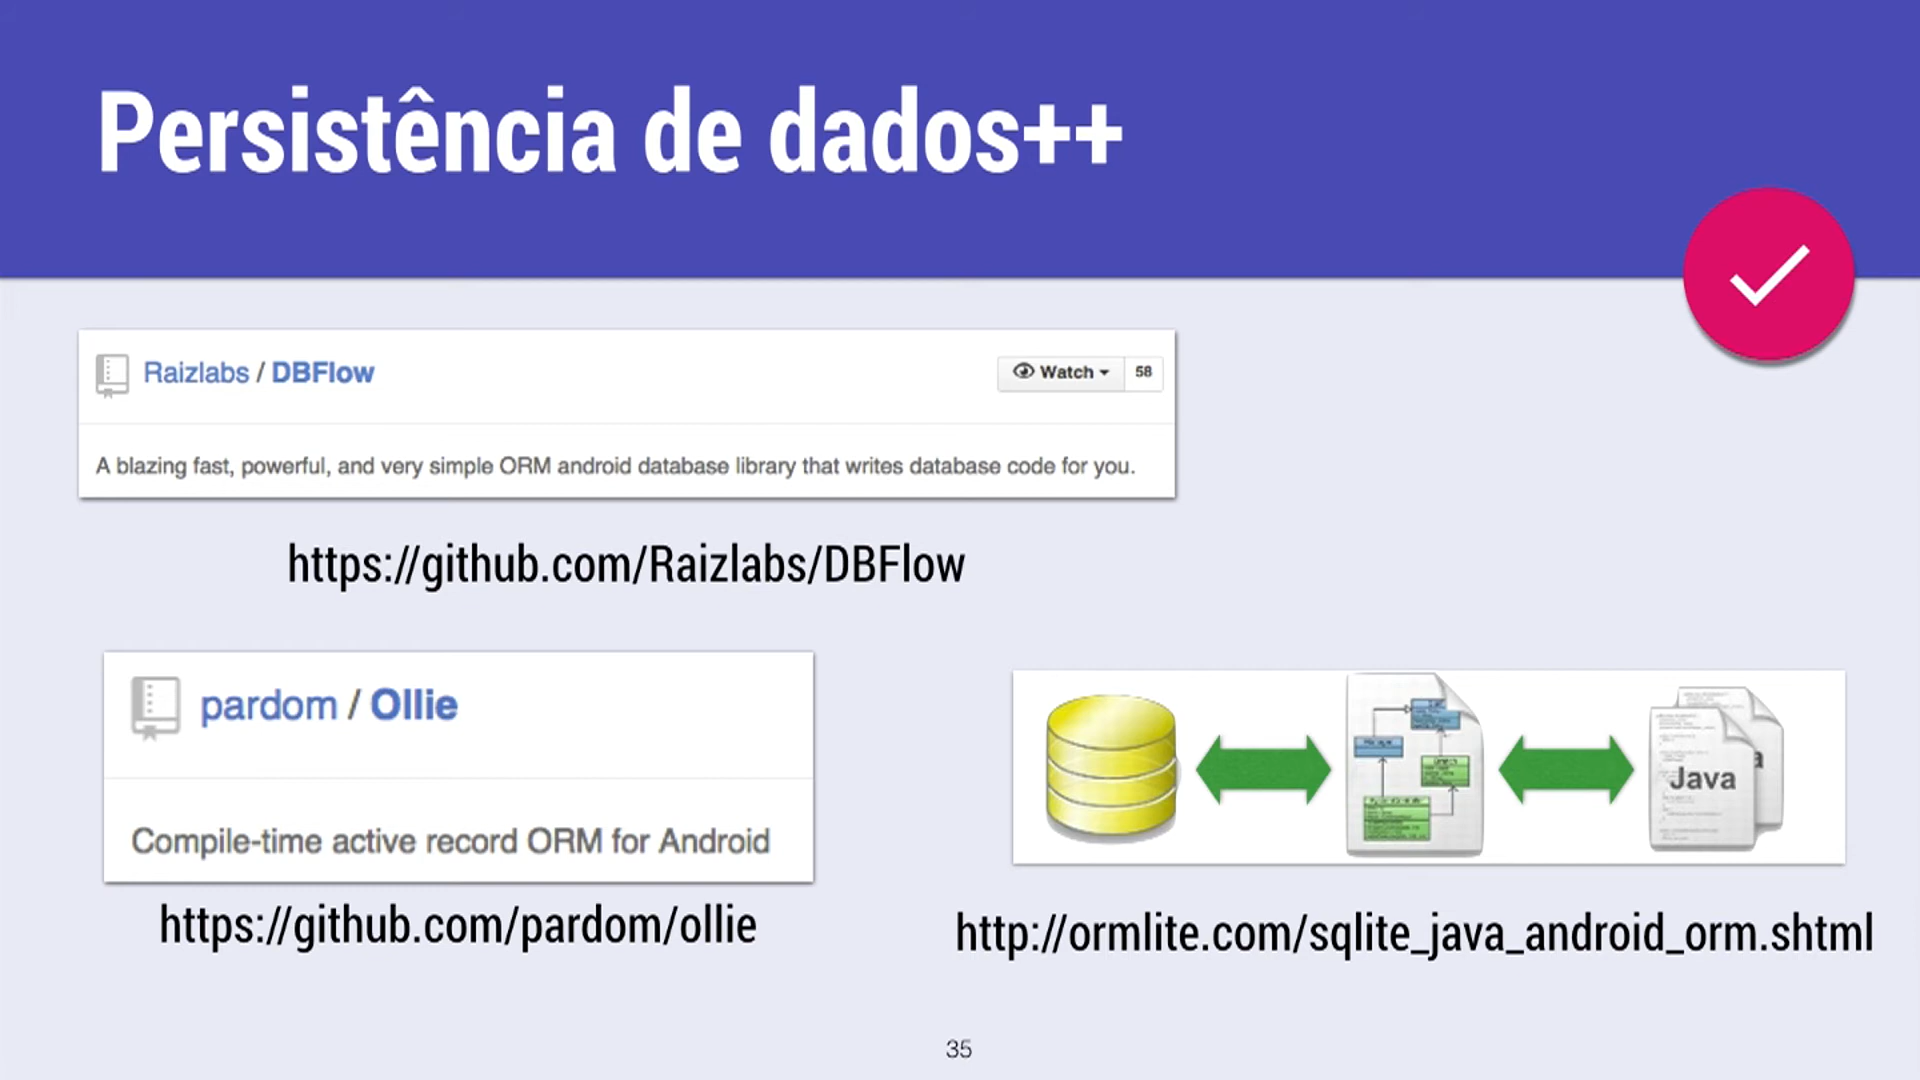 Persistência de dados++
Raizlabs / DBFlow
Watch 58
A blazing fast, powerful, and very simple ORM android database library that writes database code for you.
https://github.com/Raizlabs/DBFlow
pardom / Ollie
Compile-time active record ORM for Android
https://github.com/pardom/ollie
Java
http://ormlite.com/sqlite_java_android_orm.shtml
35